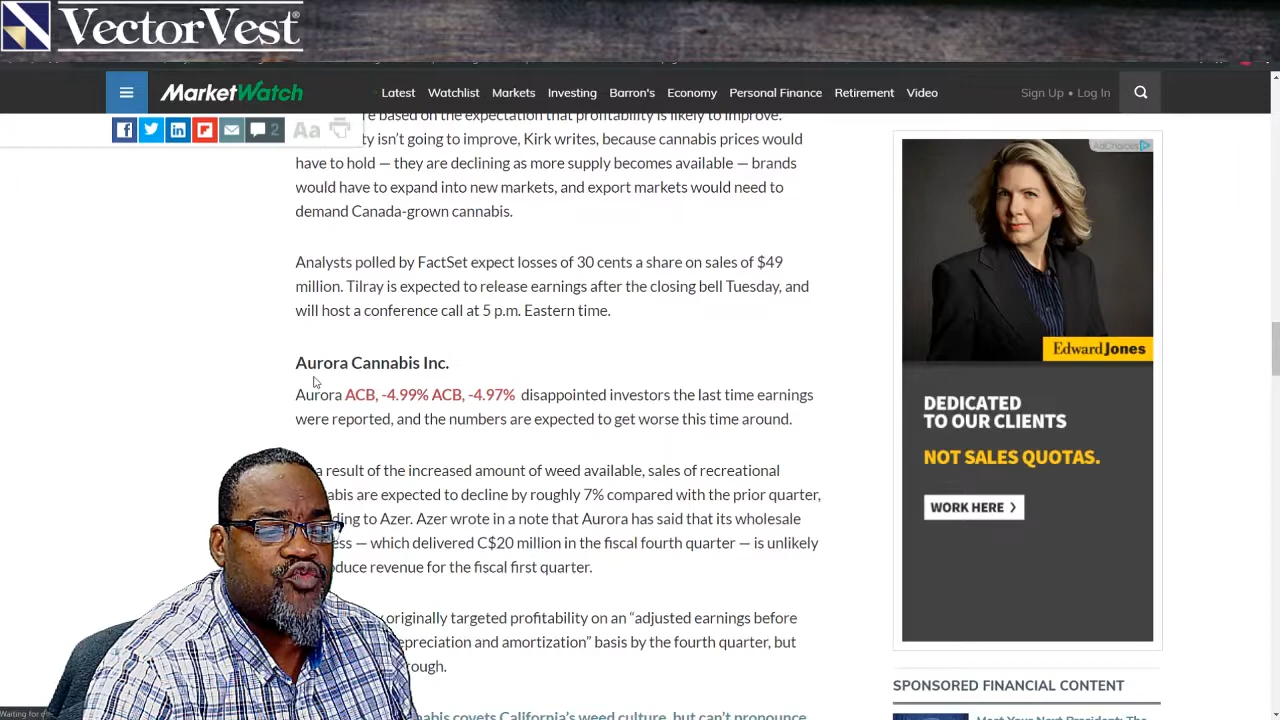 VectorVest®
MarketWatch
Latest Watchlist Markets Investing Barron's Economy Personal Finance Retirement Video
Sign Up • Log In
2
Aa
based on the expectation that profitability is likely to improve.
isn't going to improve, Kirk writes, because cannabis prices would
have to hold — they are declining as more supply becomes available — brands
would have to expand into new markets, and export markets would need to
demand Canada-grown cannabis.
Analysts polled by FactSet expect losses of 30 cents a share on sales of $49
million. Tilray is expected to release earnings after the closing bell Tuesday, and
will host a conference call at 5 p.m. Eastern time.
Aurora Cannabis Inc.
Aurora ACB, -4.99% ACB, -4.97% disappointed investors the last time earnings
were reported, and the numbers are expected to get worse this time around.
a result of the increased amount of weed available, sales of recreational
are expected to decline by roughly 7% compared with the prior quarter,
to Azer. Azer wrote in a note that Aurora has said that its wholesale
— which delivered C$20 million in the fiscal fourth quarter — is unlikely
revenue for the fiscal first quarter.
originally targeted profitability on an “adjusted earnings before
depreciation and amortization” basis by the fourth quarter, but
covets California's weed culture, but can't pronounce
AdChoices
Edward Jones
DEDICATED
TO OUR CLIENTS
NOT SALES QUOTAS.
WORK HERE >
SPONSORED FINANCIAL CONTENT
Meet Your Next President: The
Waiting for